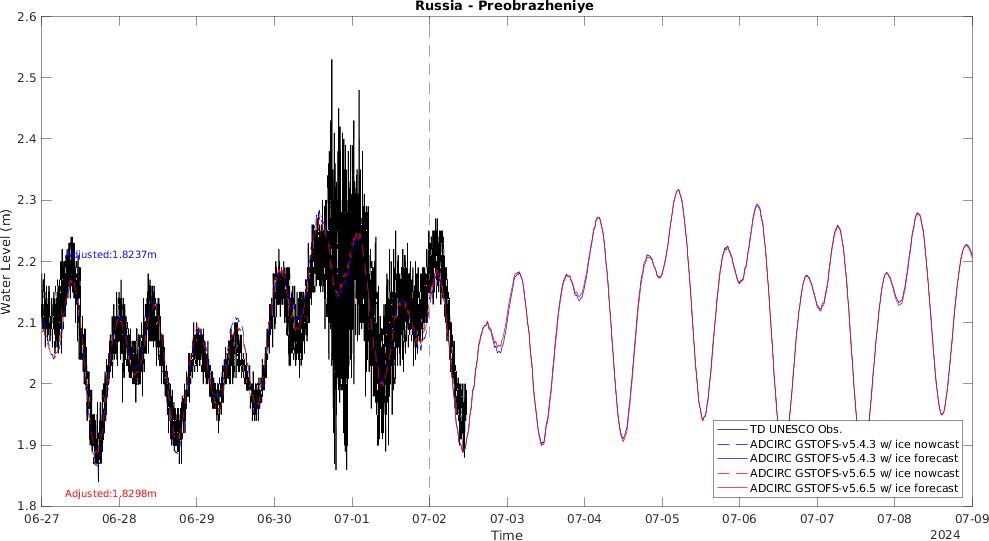 Russia - Preobrazheniye
2.6
2.5
2.4
2.3
2.2
2.1
2
1.9
1.8
Water Level (m)
Adjusted:1.8237m
Adjusted:1.8298m
TD UNESCO Obs.
ADCIRC GSTOFS-v5.4.3 w/ ice nowcast
ADCIRC GSTOFS-v5.4.3 w/ ice forecast
ADCIRC GSTOFS-v5.6.5 w/ ice nowcast
ADCIRC GSTOFS-v5.6.5 w/ ice forecast
06-27 06-28 06-29 06-30 07-01 07-02 07-03 07-04 07-05 07-06 07-07 07-08 07-09
Time
2024